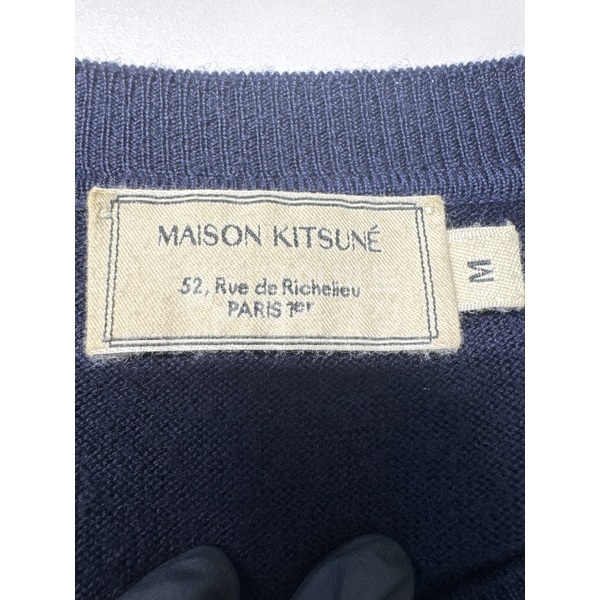 MAISON KITSUNÉ
52, Rue de Richelieu
PARIS 1er
M